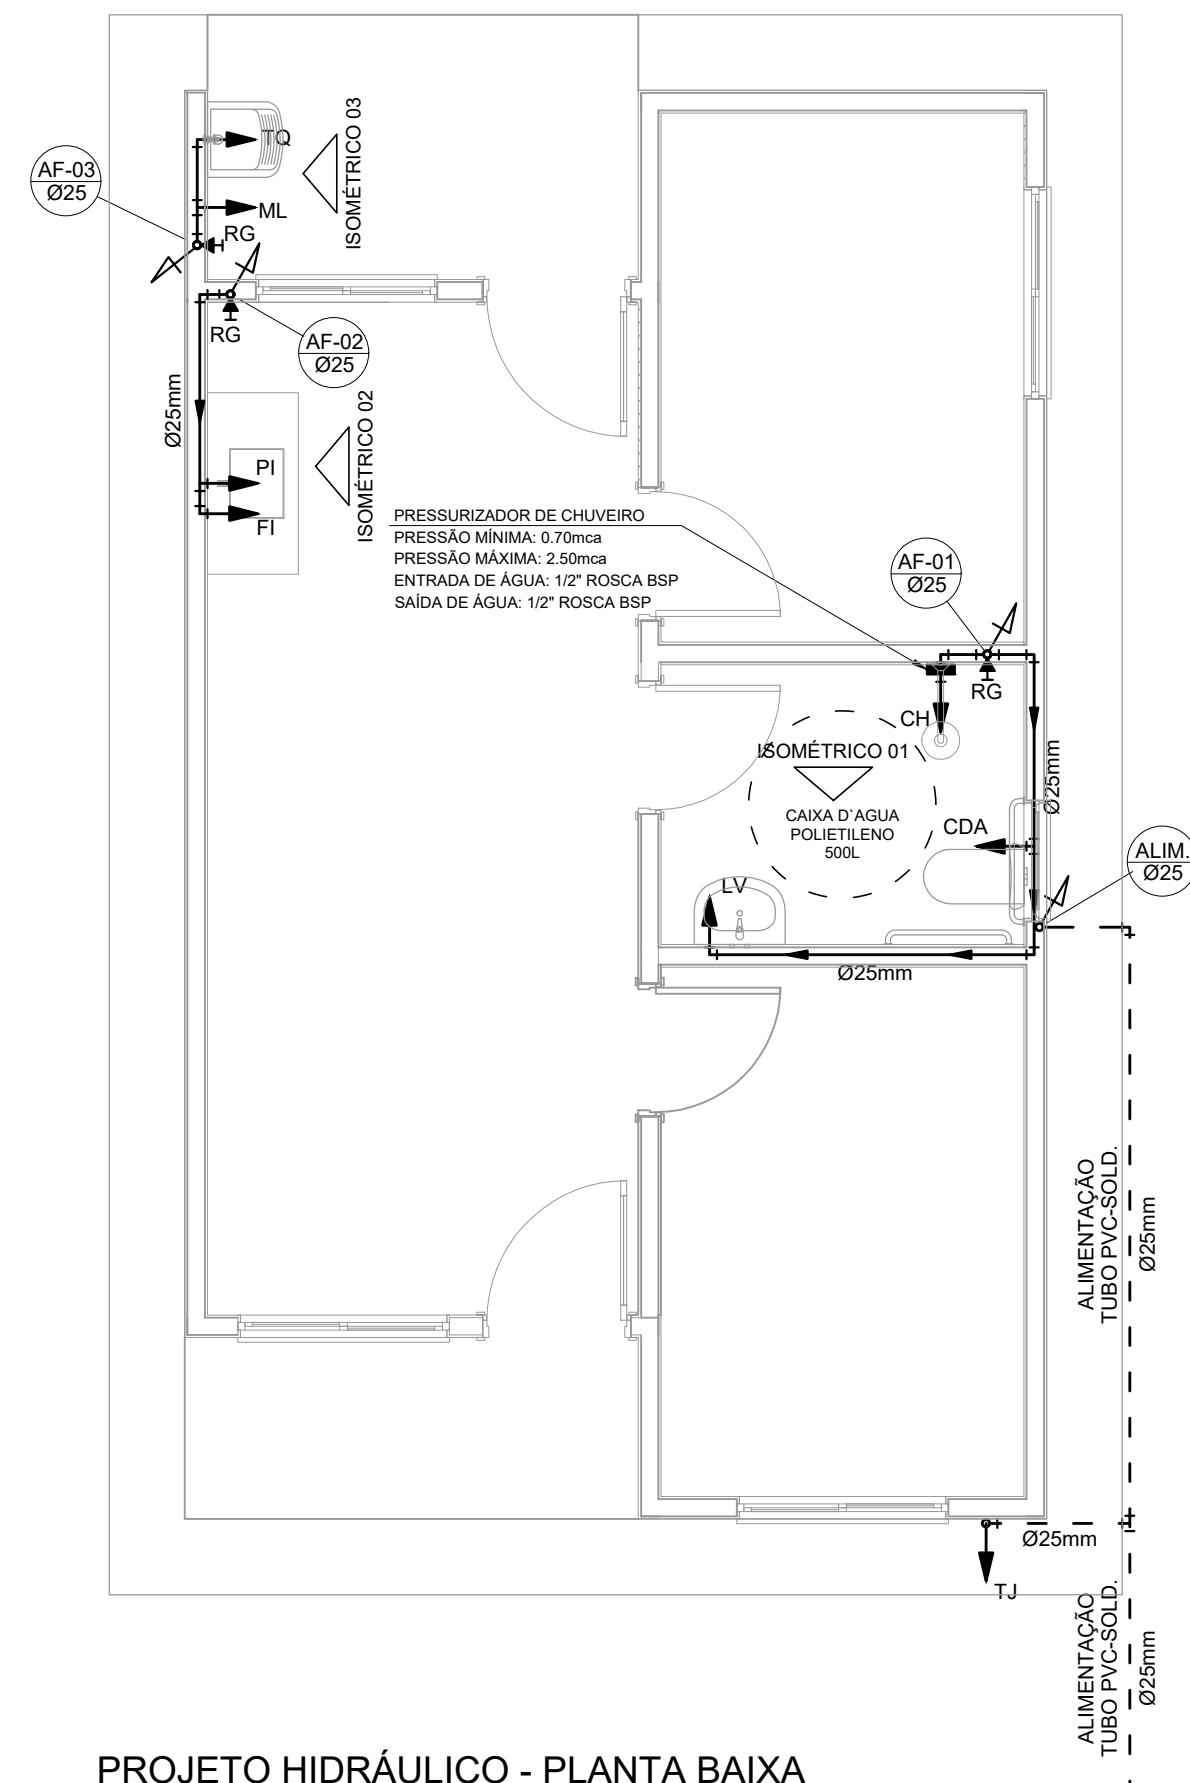 TQ
ISOMÉTRICO 03
AF-03
Ø25
ML
RG
RG
AF-02
Ø25
Ø25mm
ISOMÉTRICO 02
PI
FI
PRESSURIZADOR DE CHUVEIRO
PRESSÃO MÍNIMA: 0.70mca
PRESSÃO MÁXIMA: 2.50mca
ENTRADA DE ÁGUA: 1/2" ROSCA BSP
SAÍDA DE ÁGUA: 1/2" ROSCA BSP
AF-01
Ø25
RG
CH
ISOMÉTRICO 01
Ø25mm
CAIXA D`AGUA
POLIETILENO
500L
CDA
ALIM.
Ø25
LV
Ø25mm
ALIMENTAÇÃO
TUBO PVC-SOLD.
Ø25mm
Ø25mm
TJ
ALIMENTAÇÃO
TUBO PVC-SOLD.
Ø25mm
PROJETO HIDRÁULICO - PLANTA BAIXA